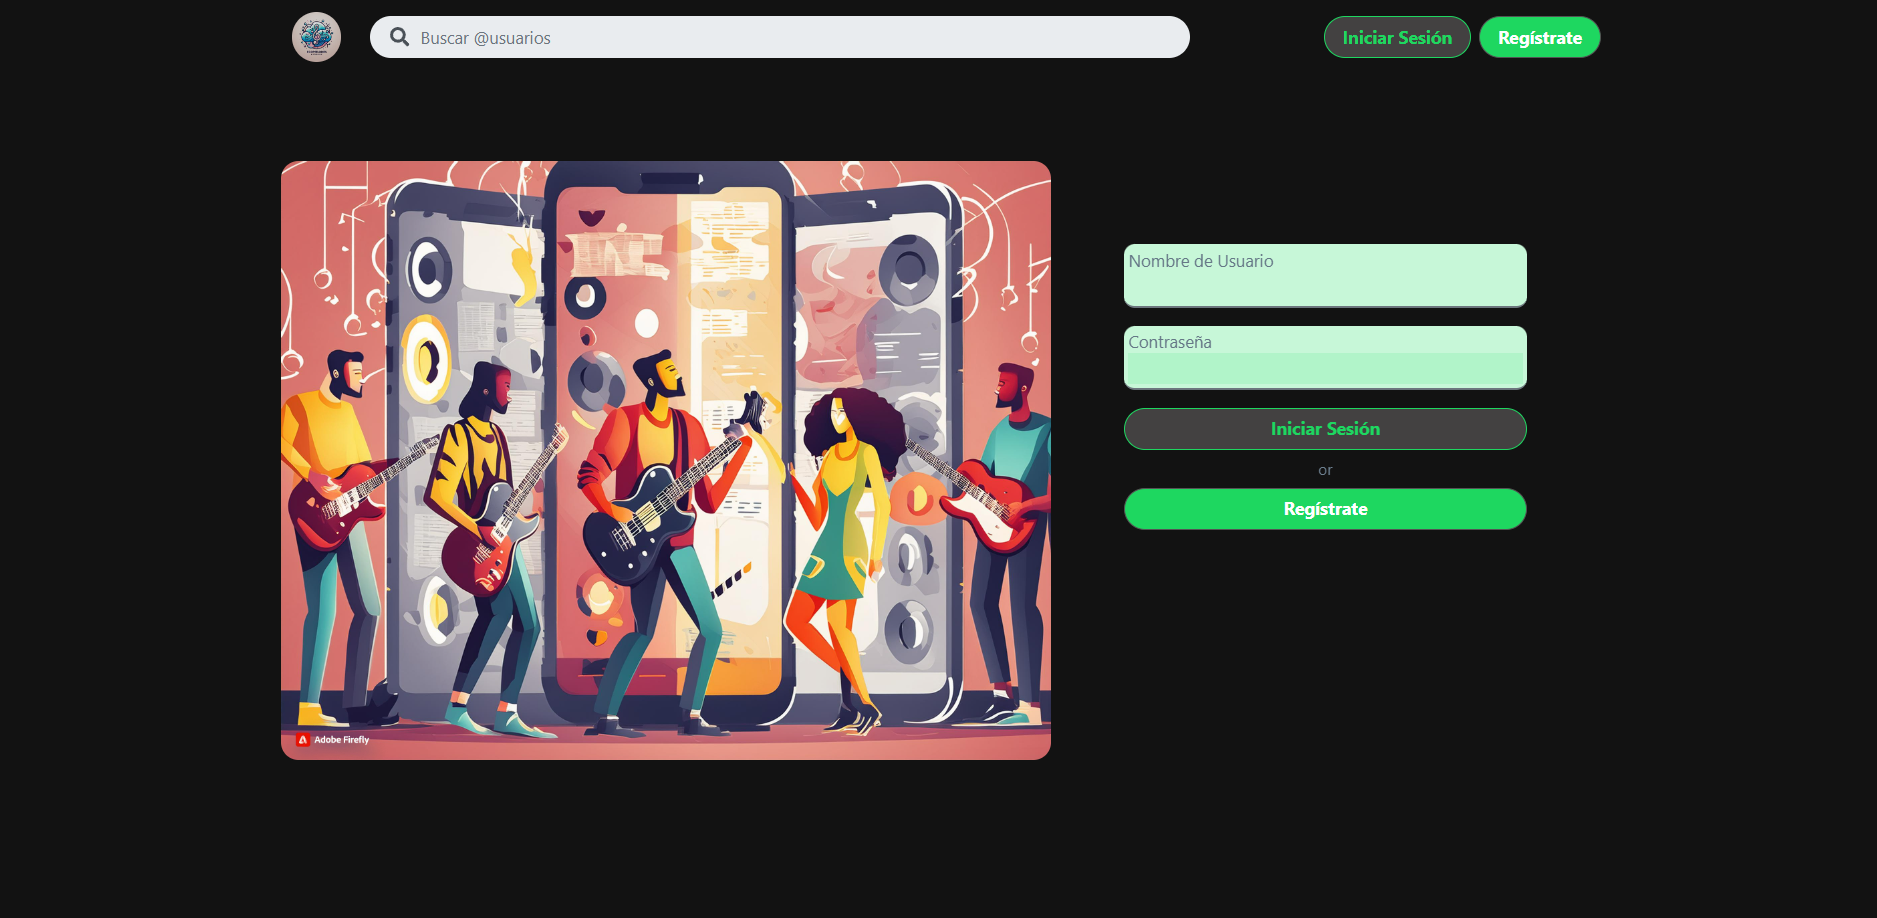 Buscar @usuarios
Iniciar Sesión
Regístrate
Nombre de Usuario
Contraseña
Iniciar Sesión
or
Regístrate
Adobe Firefly